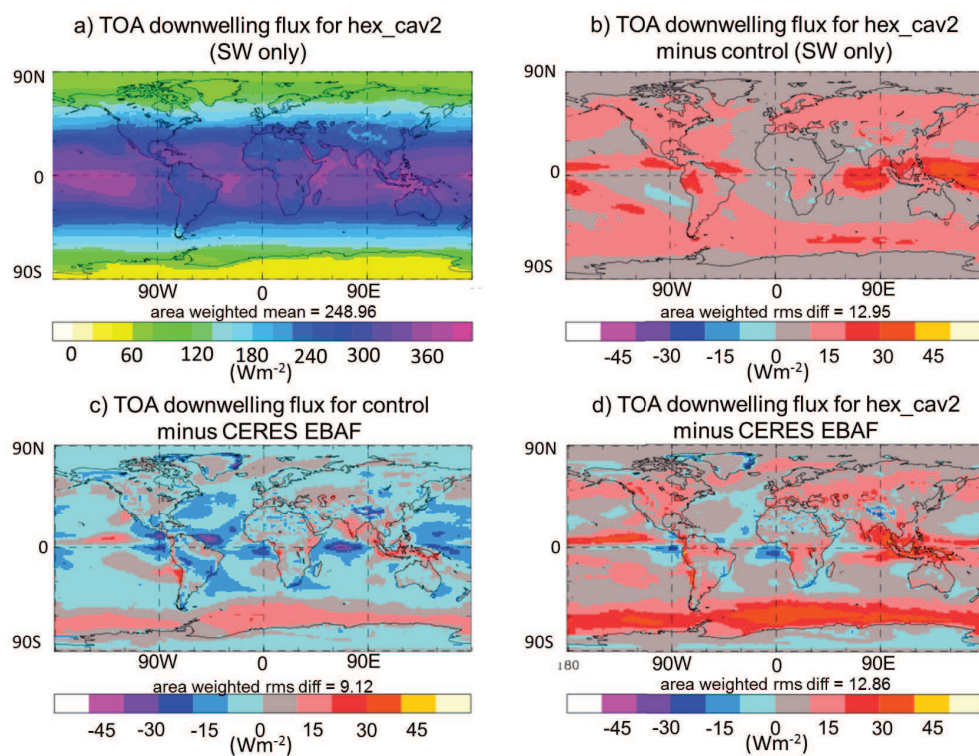 a) TOA downwelling flux for hex_cav2
(SW only)
90N
0
90S
90W 0 90E
area weighted mean = 248.96
0 60 120 180 240 300 360
(Wm-2)
b) TOA downwelling flux for hex_cav2
minus control (SW only)
90N
0
90S
90W 0 90E
area weighted rms diff = 12.95
-45 -30 -15 0 15 30 45
(Wm-2)
c) TOA downwelling flux for control
minus CERES EBAF
90N
0
90S
90W 0 90E
area weighted rms diff = 9.12
-45 -30 -15 0 15 30 45
(Wm-2)
d) TOA downwelling flux for hex_cav2
minus CERES EBAF
90N
0
90S
180 90W 0 90E
area weighted rms diff = 12.86
-45 -30 -15 0 15 30 45
(Wm-2)